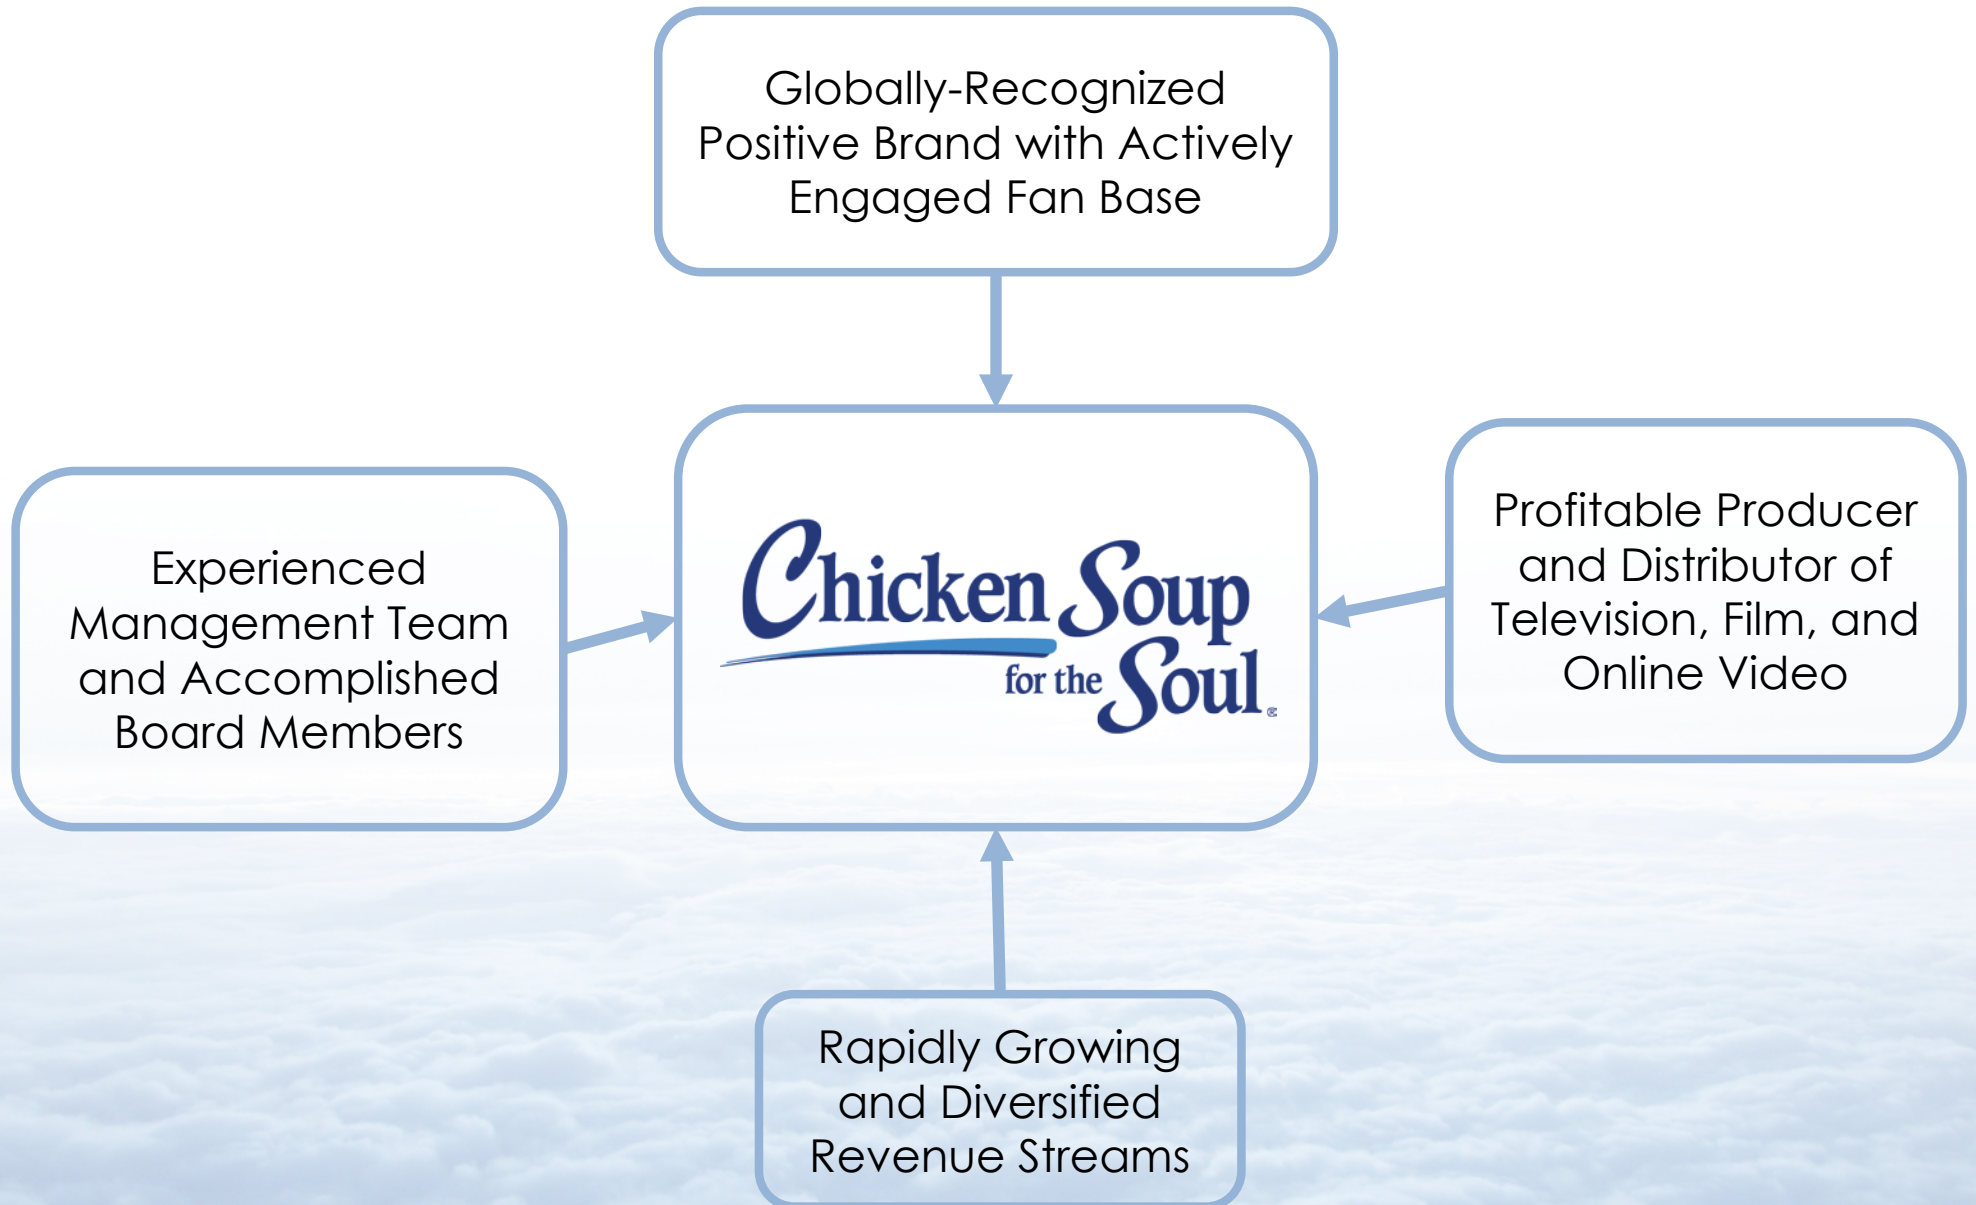 Globally-Recognized
Positive Brand with Actively
Engaged Fan Base
Experienced
Management Team
and Accomplished
Board Members
Chicken Soup
for the Soul
Profitable Producer
and Distributor of
Television, Film, and
Online Video
Rapidly Growing
and Diversified
Revenue Streams